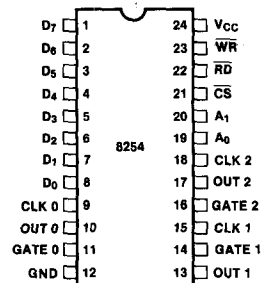 D7 1 24 VCC
D6 2 23 WR
D5 3 22 RD
D4 4 21 CS
D3 5 20 A1
D2 6 19 A0
D1 7 8254 18 CLK 2
D0 8 17 OUT 2
CLK 0 9 16 GATE 2
OUT 0 10 15 CLK 1
GATE 0 11 14 GATE 1
GND 12 13 OUT 1